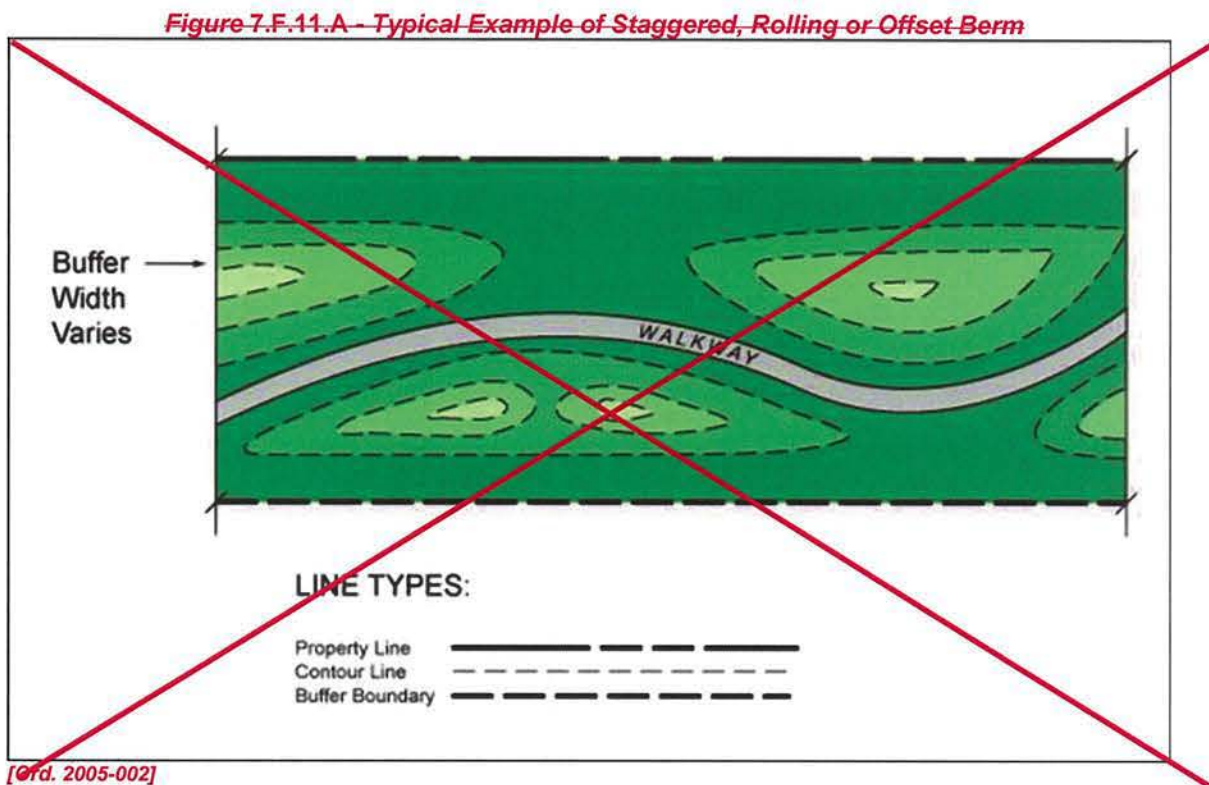 Figure 7.F.11.A - Typical Example of Staggered, Rolling or Offset Berm
Buffer
Width
Varies
WALKWAY
LINE TYPES:
Property Line
Contour Line
Buffer Boundary
[Ord. 2005-002]